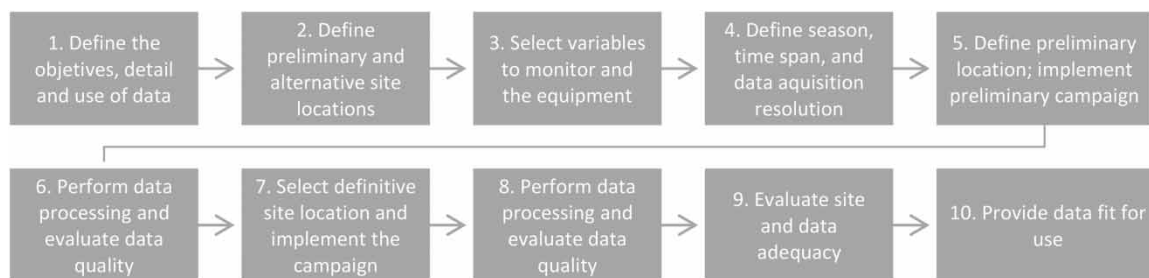 1. Define the
objetives, detail
and use of data
2. Define
preliminary and
alternative site
locations
3. Select variables
to monitor and
the equipment
4. Define season,
time span, and
data aquisition
resolution
5. Define preliminary
location; implement
preliminary campaign
6. Perform data
processing and
evaluate data
quality
7. Select definitive
site location and
implement the
campaign
8. Perform data
processing and
evaluate data
quality
9. Evaluate site
and data
adequacy
10. Provide data fit for
use